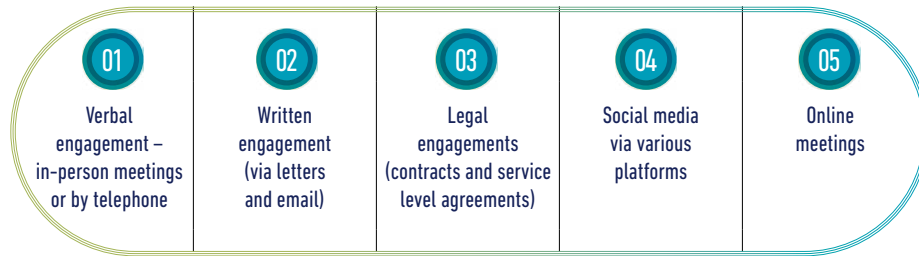 01
Verbal
engagement –
in-person meetings
or by telephone
02
Written
engagement
(via letters
and email)
03
Legal
engagements
(contracts and service
level agreements)
04
Social media
via various
platforms
05
Online
meetings